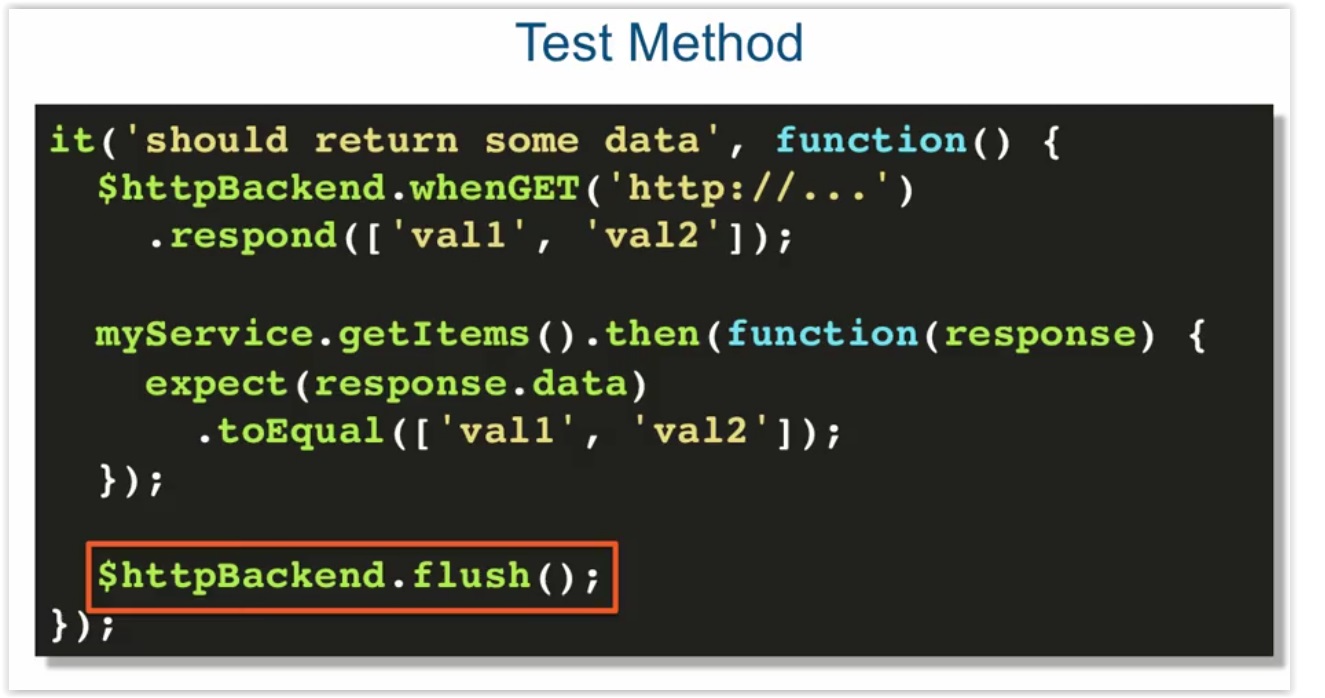 Test Method
it('should return some data', function() {
$httpBackend.whenGET('http://...')
.respond(['val1', 'val2']);
myService.getItems().then(function(response) {
expect(response.data)
.toEqual(['val1', 'val2']);
});
$httpBackend.flush();
});